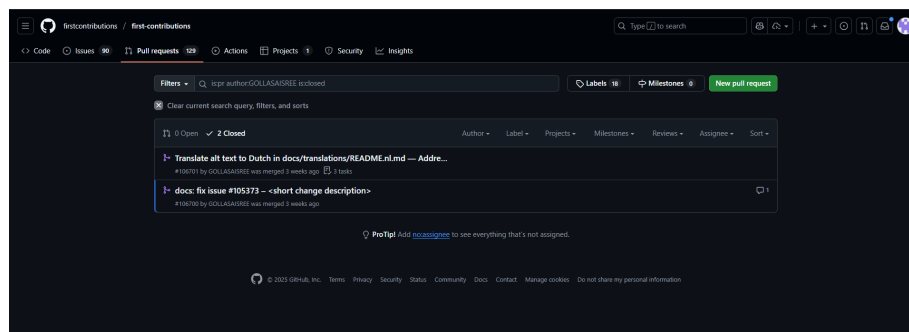 firstcontributions / first-contributions
Type / to search
Code Issues 90 Pull requests 129 Actions Projects 1 Security Insights
Filters is:pr author:GOLLASAISREE is:closed Labels 18 Milestones 0 New pull request
Clear current search query, filters, and sorts
0 Open 2 Closed Author Label Projects Milestones Reviews Assignee Sort
Translate alt text to Dutch in docs/translations/README.nl.md — Addre...
#106701 by GOLLASAISREE was merged 3 weeks ago 3 tasks
docs: fix issue #105373 – <short change description> 1
#106700 by GOLLASAISREE was merged 3 weeks ago
ProTip! Add no:assignee to see everything that's not assigned.
© 2025 GitHub, Inc. Terms Privacy Security Status Community Docs Contact Manage cookies Do not share my personal information